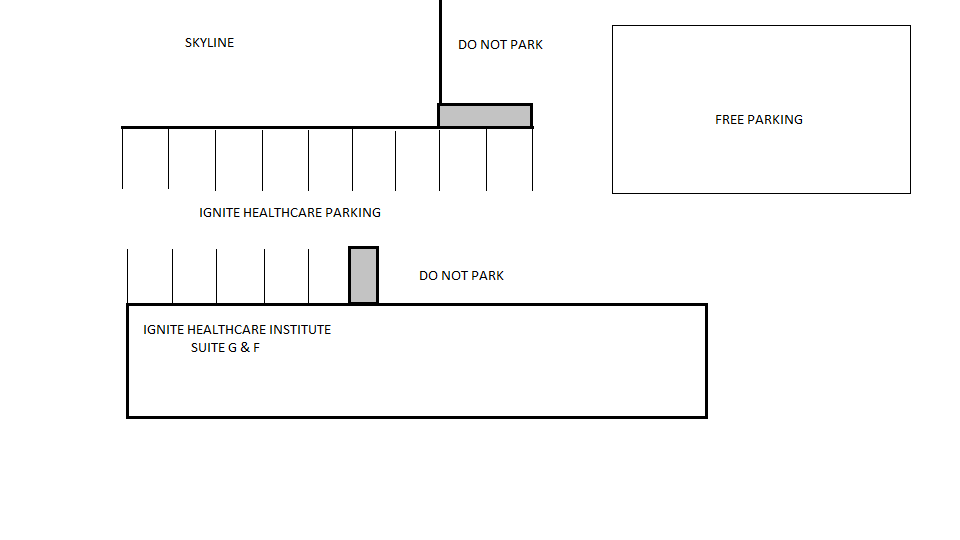 SKYLINE
DO NOT PARK
FREE PARKING
IGNITE HEALTHCARE PARKING
DO NOT PARK
IGNITE HEALTHCARE INSTITUTE
SUITE G & F